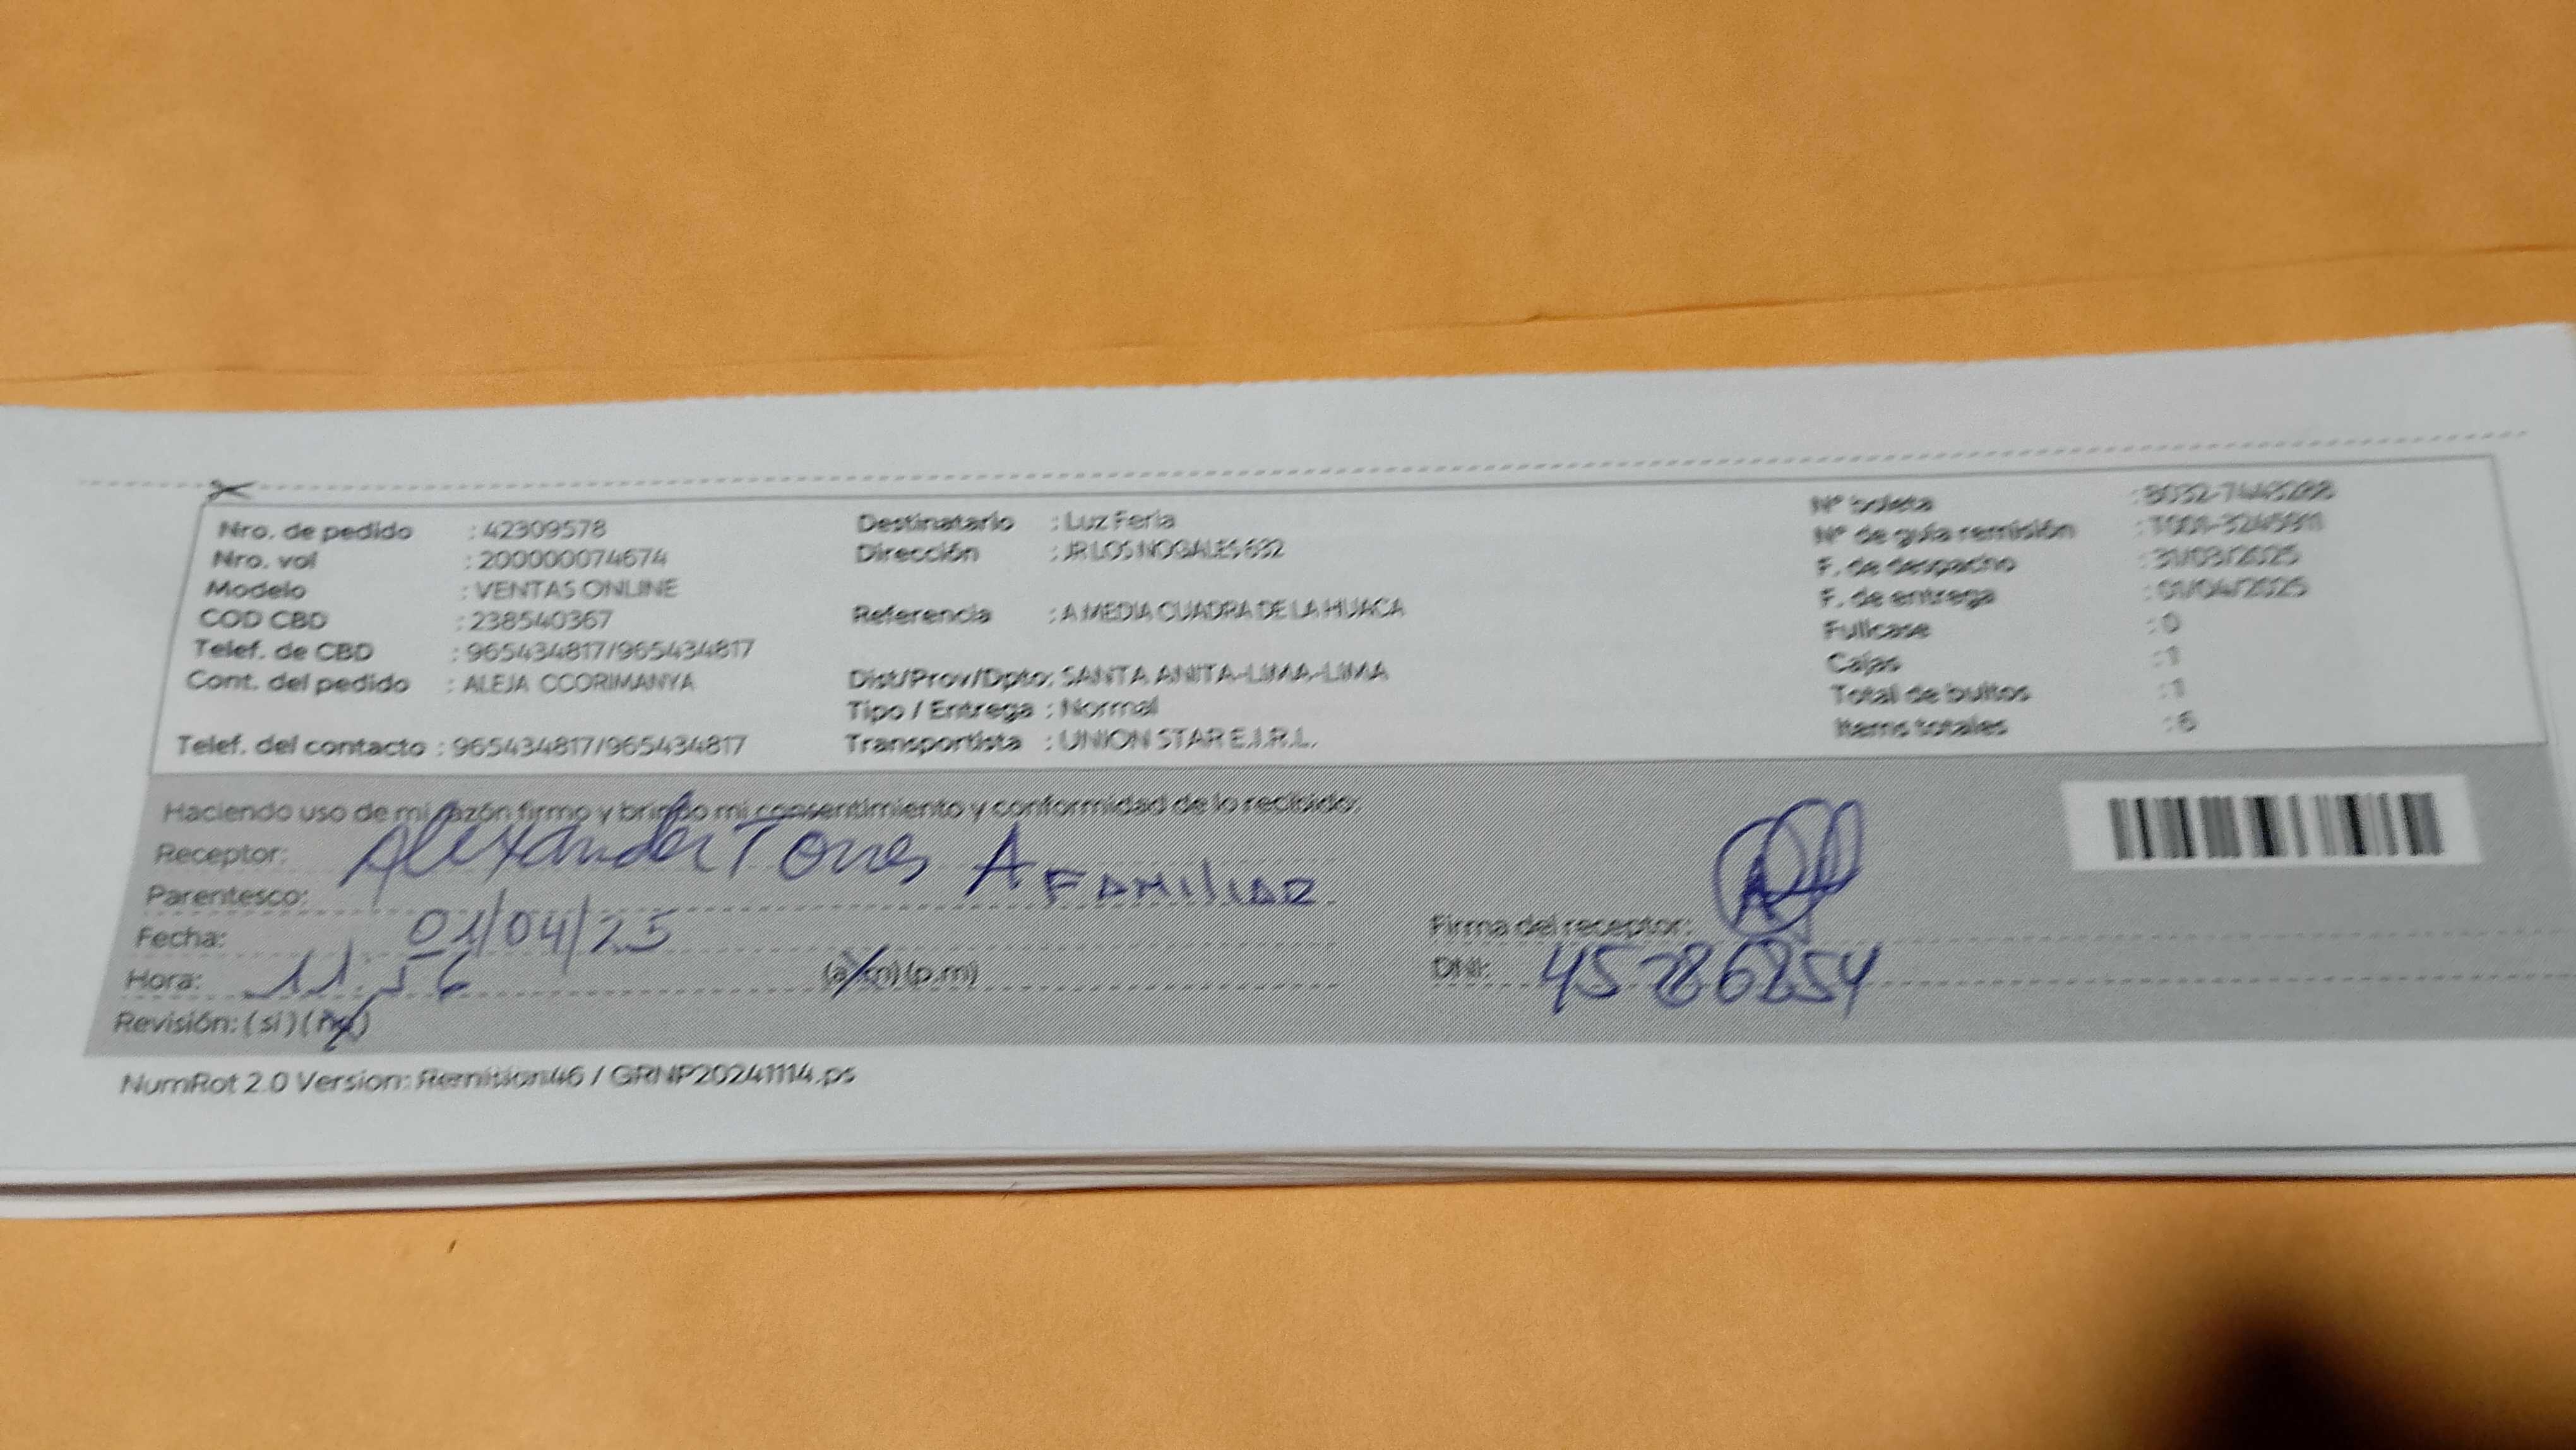 Nro. de pedido : 42309578
Nro. vol : 200000074674
Modelo : VENTAS ONLINE
COD CBD : 238540367
Telef. de CBD : 965434817/965434817
Cont. del pedido : ALEJA CCORIMANYA
Telef. del contacto : 965434817/965434817
Destinatario : Luz Feria
Dirección : JR LOS NOGALES 692
Referencia : A MEDIA CUADRA DE LA HUACA
Dist/Prov/Dpto: SANTA ANITA-LIMA-LIMA
Tipo / Entrega : Normal
Transportista : UNION STAR E.I.R.L.
Nº boleta
Nº de guía remisión
F. de despacho : 31/03/2025
F. de entrega : 01/04/2025
Fullcase : 0
Cajas : 1
Total de bultos : 1
Items totales : 6
Haciendo uso de mi razón firmo y brindo mi consentimiento y conformidad de lo recibido:
Receptor: Alexander Torres A
Parentesco: FAMILIAR
Fecha: 01/04/25
Hora: 11:56 (a.m) (p.m)
Revisión: (si) (no)
Firma del receptor:
DNI: 45786254
NumRot 2.0 Version: Remition46 / GRNP20241114.ps